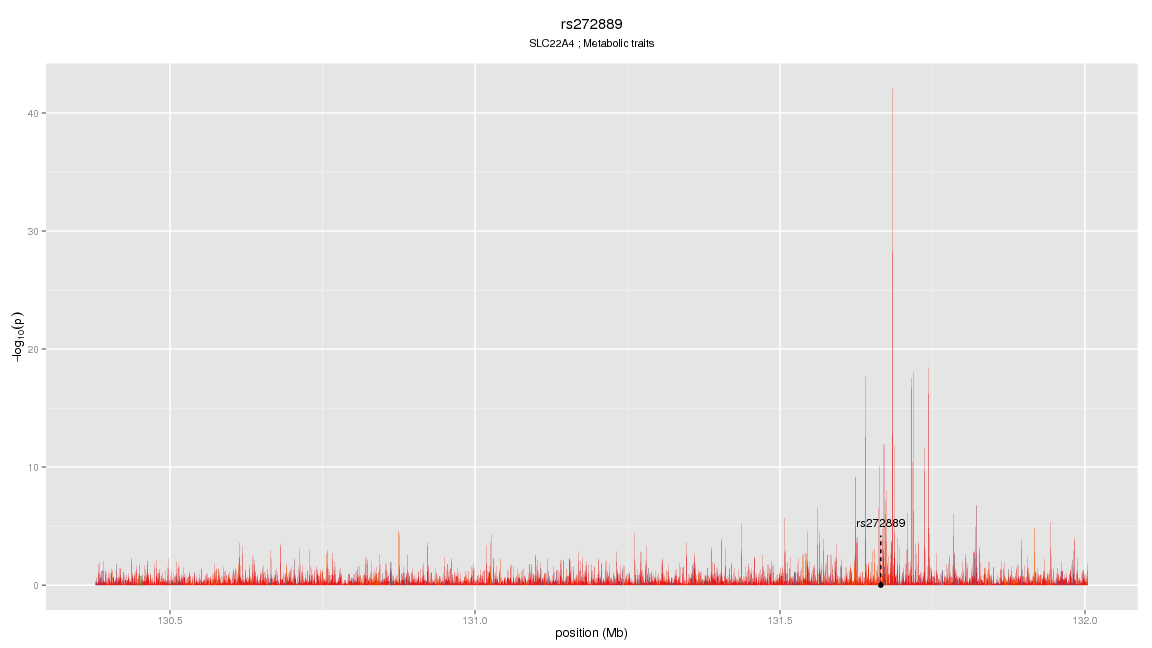 rs272889
SLC22A4 ; Metabolic traits
40
30
20
10
0
−log10(p)
rs272889
130.5 131.0 131.5 132.0
position (Mb)